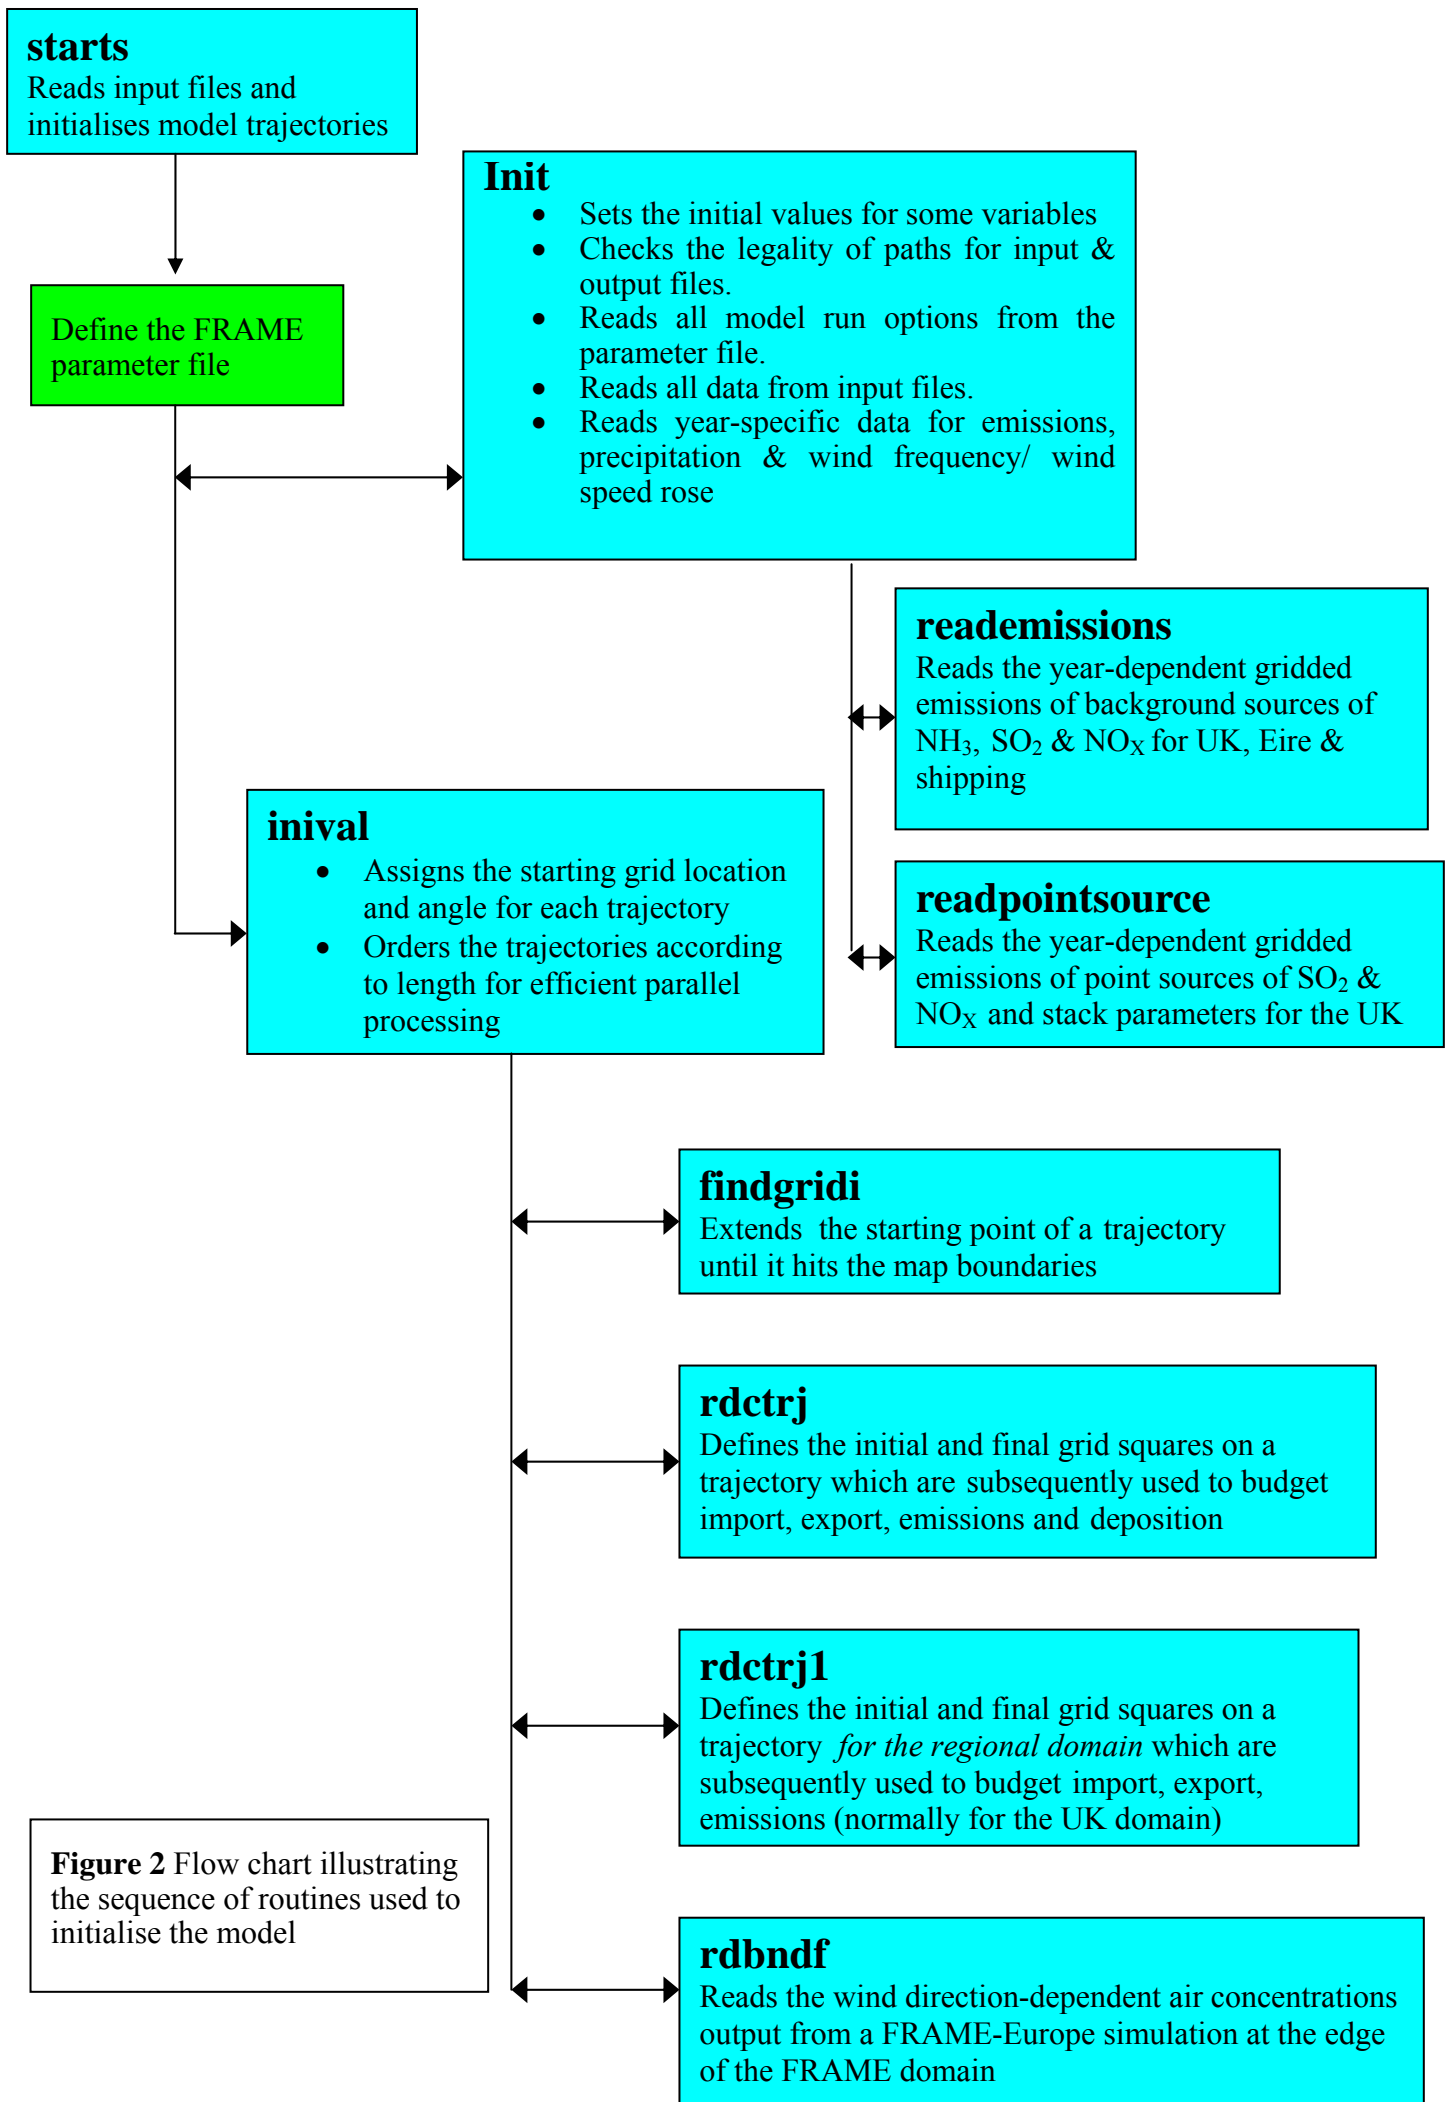 starts
Reads input files and
initialises model trajectories
Init
• Sets the initial values for some variables
• Checks the legality of paths for input &
output files.
• Reads all model run options from the
parameter file.
• Reads all data from input files.
• Reads year-specific data for emissions,
precipitation & wind frequency/ wind
speed rose
Define the FRAME
parameter file
reademissions
Reads the year-dependent gridded
emissions of background sources of
NH₃, SO₂ & NOₓ for UK, Eire &
shipping
inival
• Assigns the starting grid location
and angle for each trajectory
• Orders the trajectories according
to length for efficient parallel
processing
readpointsource
Reads the year-dependent gridded
emissions of point sources of SO₂ &
NOₓ and stack parameters for the UK
findgridi
Extends the starting point of a trajectory
until it hits the map boundaries
rdctrj
Defines the initial and final grid squares on a
trajectory which are subsequently used to budget
import, export, emissions and deposition
rdctrj1
Defines the initial and final grid squares on a
trajectory for the regional domain which are
subsequently used to budget import, export,
emissions (normally for the UK domain)
Figure 2 Flow chart illustrating
the sequence of routines used to
initialise the model
rdbndf
Reads the wind direction-dependent air concentrations
output from a FRAME-Europe simulation at the edge
of the FRAME domain